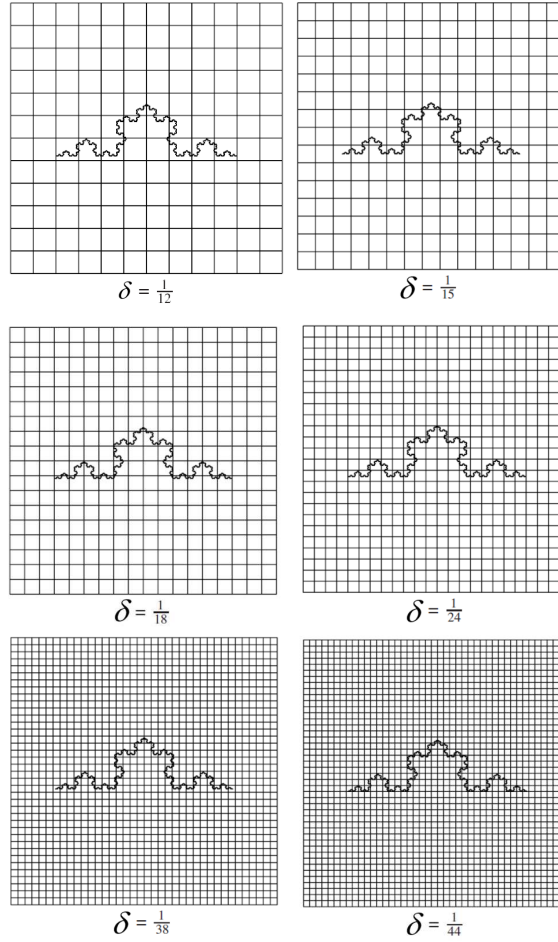 δ = 1/12
δ = 1/15
δ = 1/18
δ = 1/24
δ = 1/38
δ = 1/44